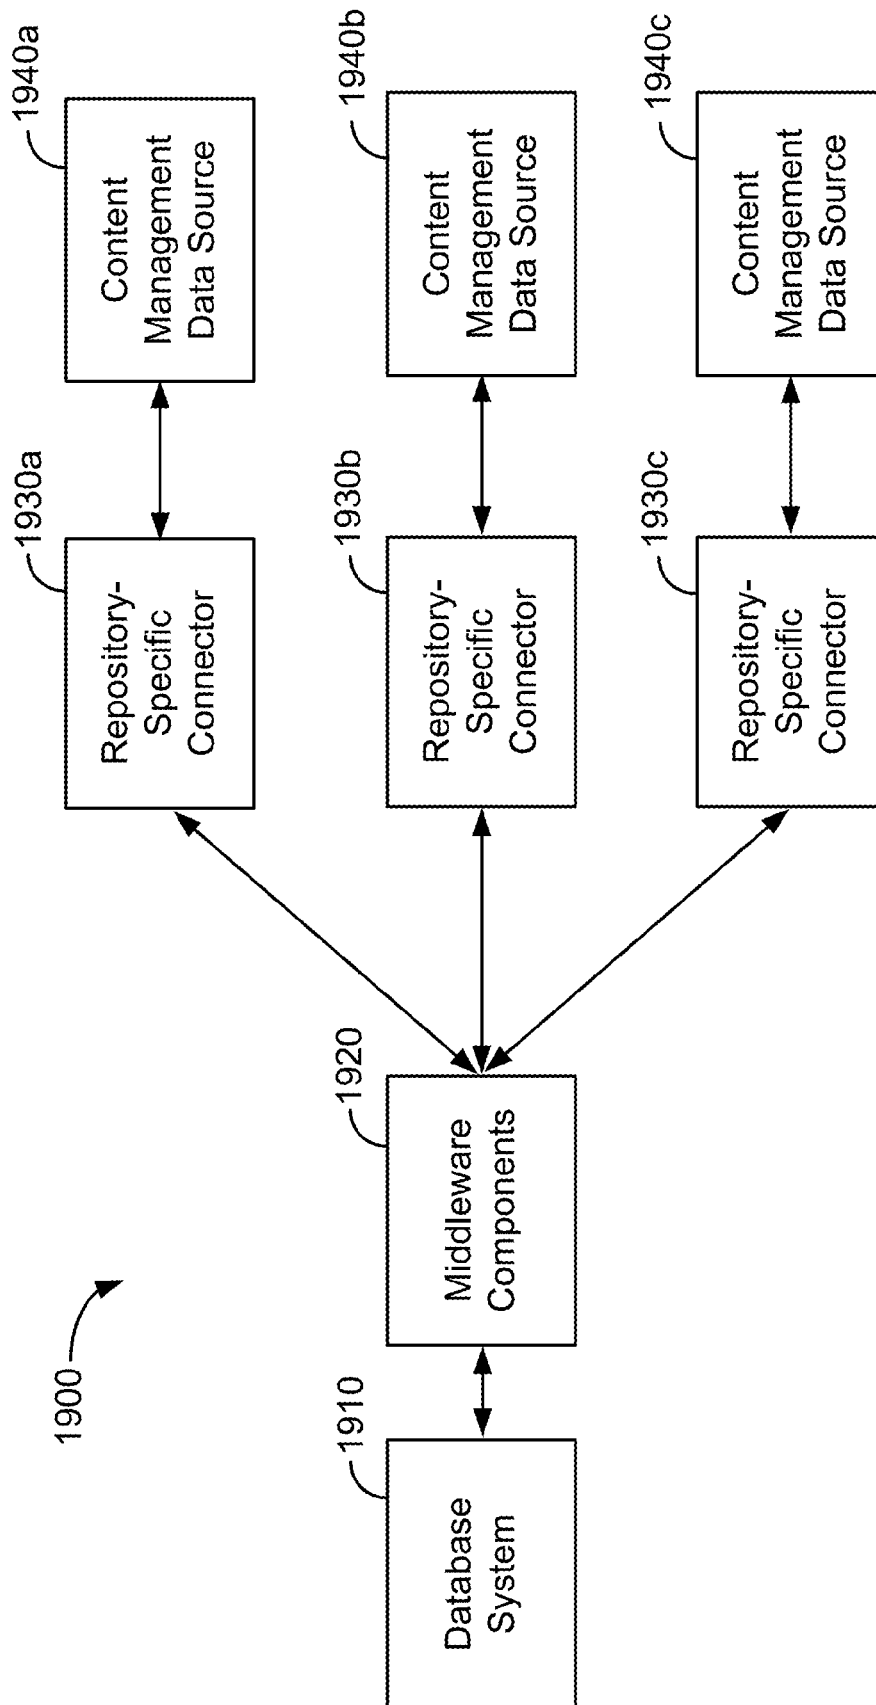 1900
1910
Database
System
1920
Middleware
Components
1930a
Repository-
Specific
Connector
1940a
Content
Management
Data Source
1930b
Repository-
Specific
Connector
1940b
Content
Management
Data Source
1930c
Repository-
Specific
Connector
1940c
Content
Management
Data Source